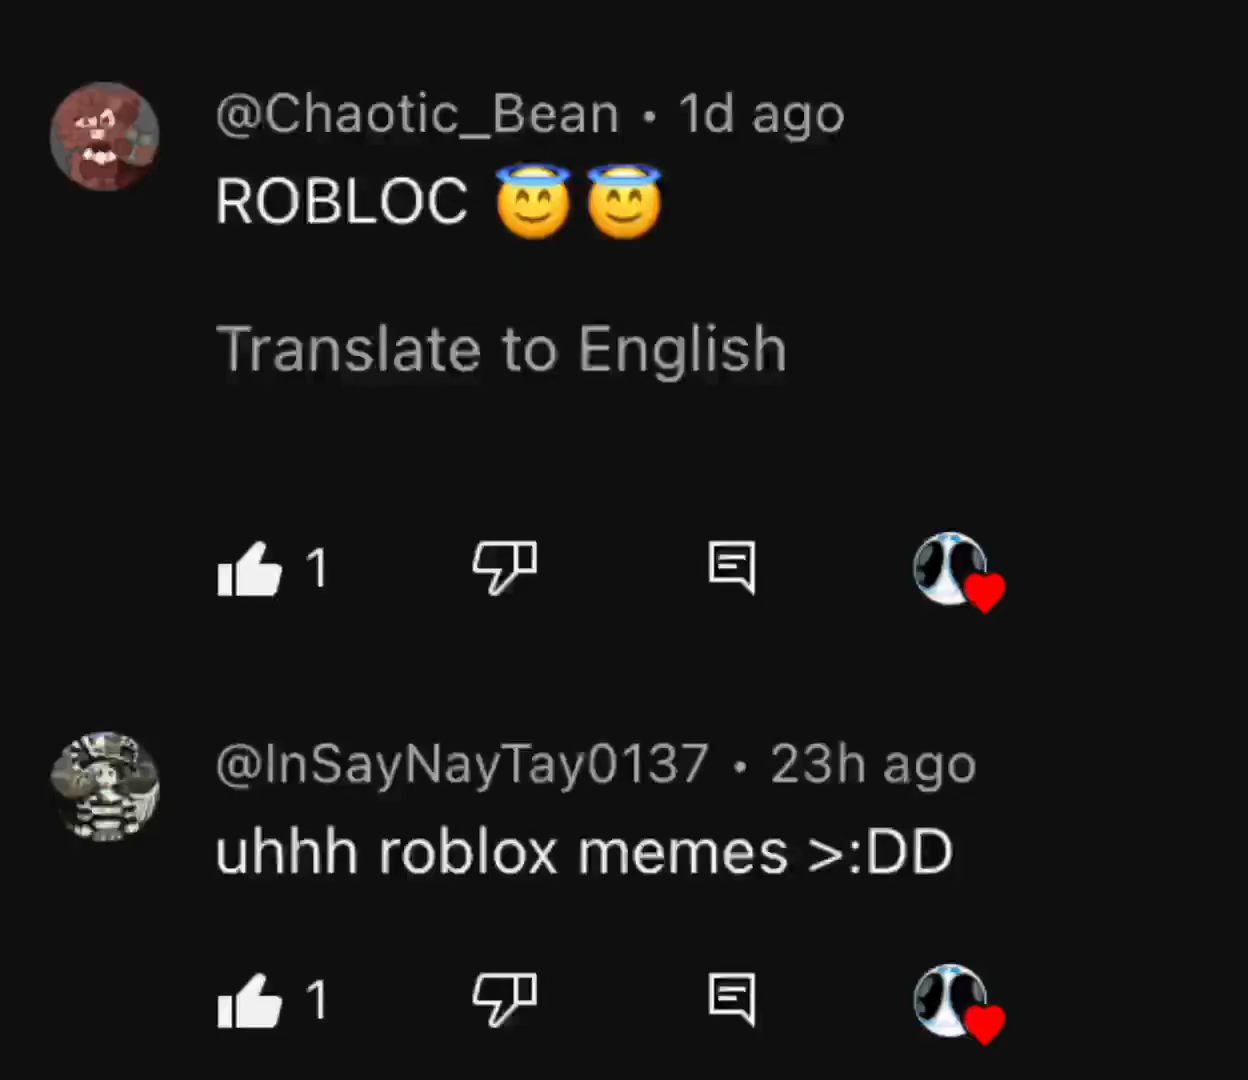 @Chaotic_Bean • 1d ago
ROBLOC 😇😇
Translate to English
1
@InSayNayTay0137 • 23h ago
uhhh roblox memes >:DD
1